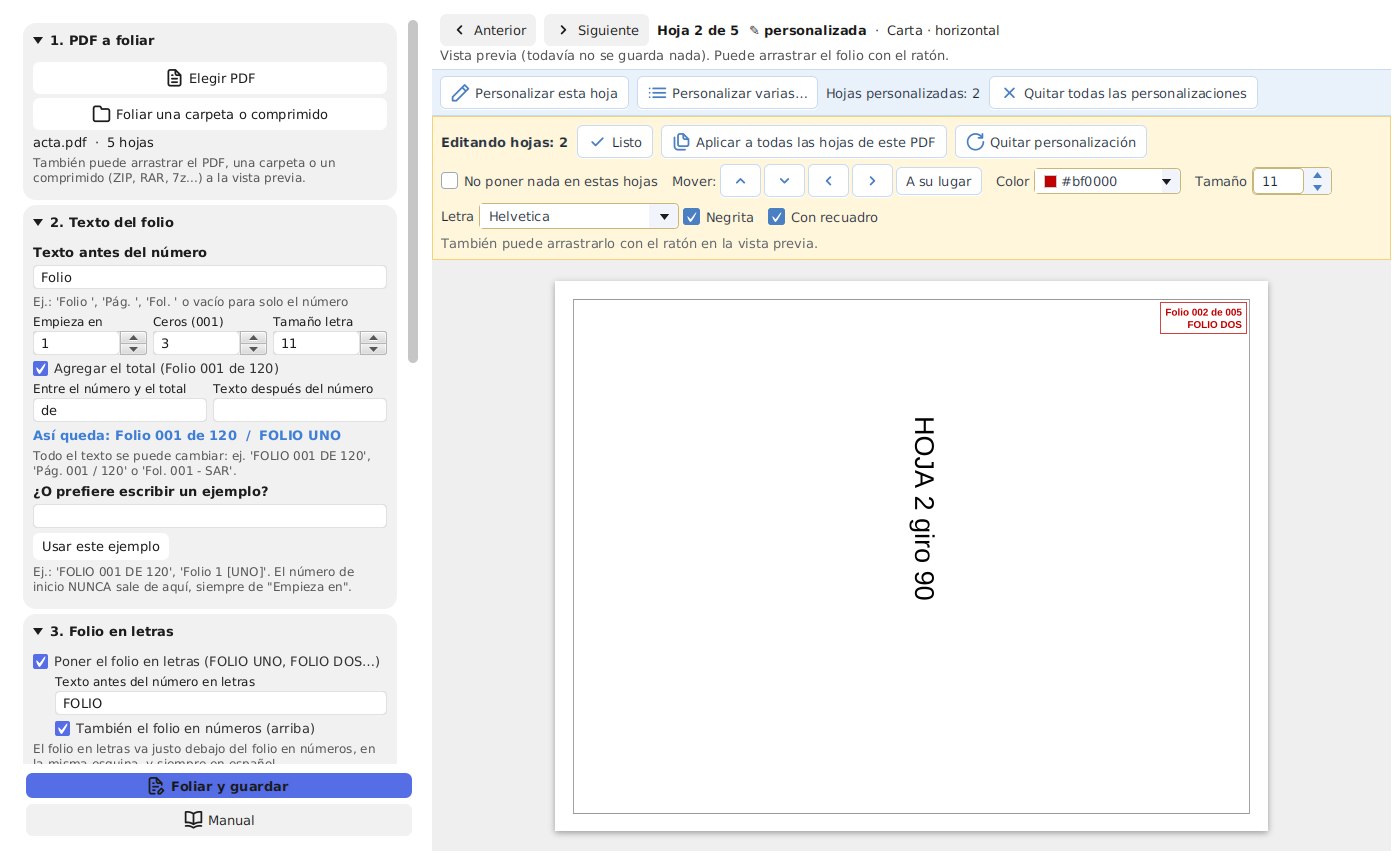 1. PDF a foliar
Elegir PDF
Foliar una carpeta o comprimido
acta.pdf · 5 hojas
También puede arrastrar el PDF, una carpeta o un
comprimido (ZIP, RAR, 7z...) a la vista previa.
2. Texto del folio
Texto antes del número
Folio
Ej.: 'Folio ', 'Pág. ', 'Fol. ' o vacío para solo el número
Empieza en Ceros (001) Tamaño letra
1 3 11
Agregar el total (Folio 001 de 120)
Entre el número y el total Texto después del número
de
Así queda: Folio 001 de 120 / FOLIO UNO
Todo el texto se puede cambiar: ej. 'FOLIO 001 DE 120',
'Pág. 001 / 120' o 'Fol. 001 - SAR'.
¿O prefiere escribir un ejemplo?
Usar este ejemplo
Ej.: 'FOLIO 001 DE 120', 'Folio 1 [UNO]'. El número de
inicio NUNCA sale de aquí, siempre de "Empieza en".
3. Folio en letras
Poner el folio en letras (FOLIO UNO, FOLIO DOS...)
Texto antes del número en letras
FOLIO
También el folio en números (arriba)
El folio en letras va justo debajo del folio en números, en
la misma esquina, y siempre en español.
Foliar y guardar
Manual
Anterior Siguiente Hoja 2 de 5 ✎ personalizada · Carta · horizontal
Vista previa (todavía no se guarda nada). Puede arrastrar el folio con el ratón.
Personalizar esta hoja Personalizar varias... Hojas personalizadas: 2 Quitar todas las personalizaciones
Editando hojas: 2 Listo Aplicar a todas las hojas de este PDF Quitar personalización
No poner nada en estas hojas Mover: A su lugar Color #bf0000 Tamaño 11
Letra Helvetica Negrita Con recuadro
También puede arrastrarlo con el ratón en la vista previa.
Folio 002 de 005
FOLIO DOS
HOJA 2 giro 90